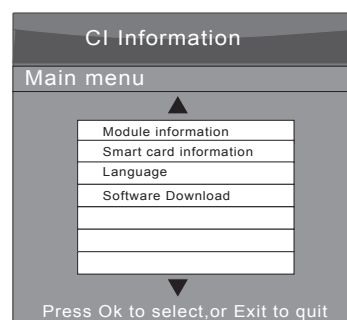 CI Information
Main menu
Module information
Smart card information
Language
Software Download
Press Ok to select,or Exit to quit